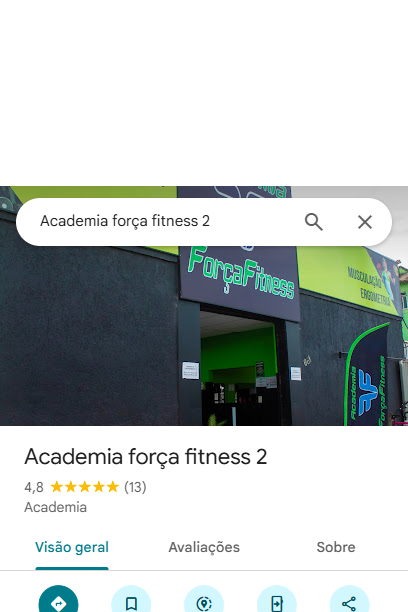 Academia força fitness 2
ForçaFitness
MUSCULAÇÃO
ERGOMETRIA
Academia
ForçaFitness
Academia força fitness 2
4,8 (13)
Academia
Visão geral Avaliações Sobre